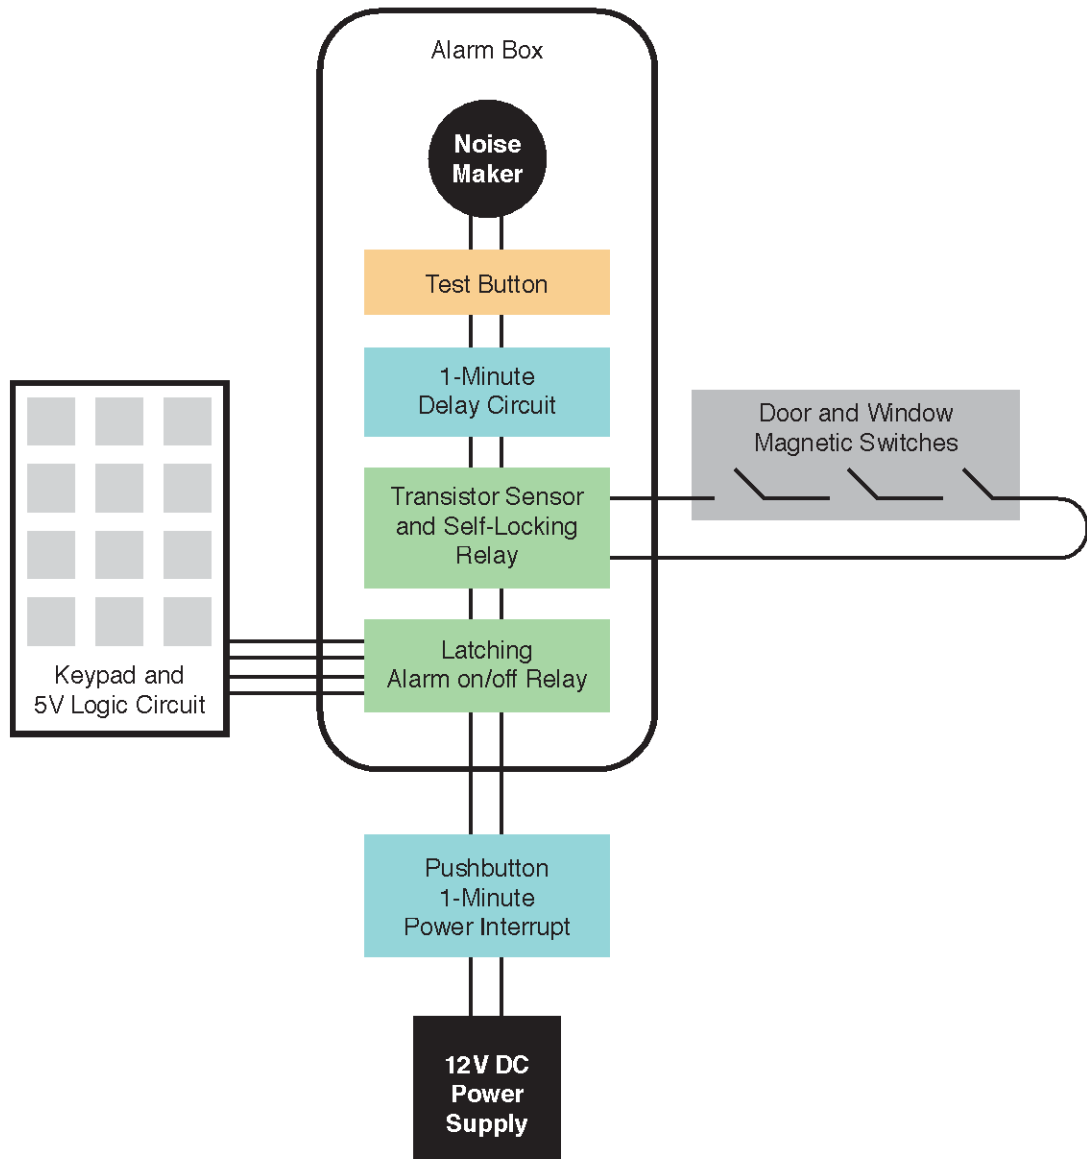 Alarm Box
Noise
Maker
Test Button
1-Minute
Delay Circuit
Door and Window
Magnetic Switches
Transistor Sensor
and Self-Locking
Relay
Latching
Alarm on/off Relay
Keypad and
5V Logic Circuit
Pushbutton
1-Minute
Power Interrupt
12V DC
Power
Supply